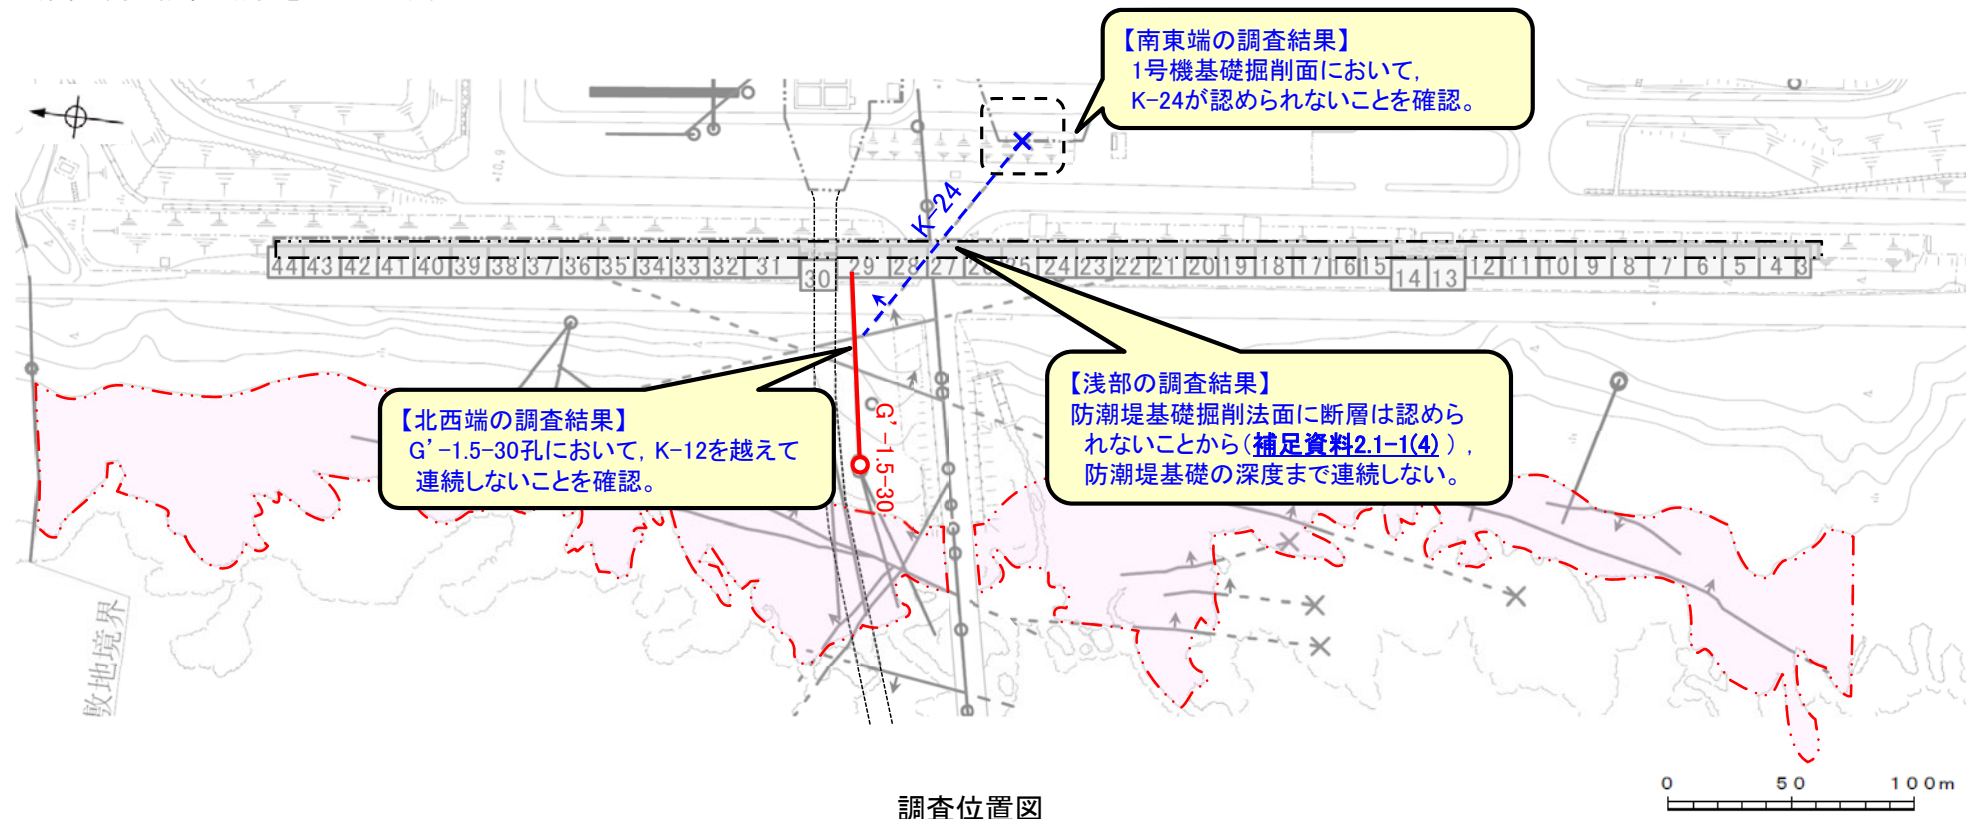 【南東端の調査結果】
1号機基礎掘削面において，
K-24が認められないことを確認。
10.9
K-24
44 43 42 41 40 39 38 37 36 35 34 33 32 31 30 29 28 27 26 25 24 23 22 21 20 19 18 17 16 15 14 13 12 11 10 9 8 7 6 5 4 3
【北西端の調査結果】
G’-1.5-30孔において，K-12を越えて
連続しないことを確認。
G’-1.5-30
【浅部の調査結果】
防潮堤基礎掘削法面に断層は認めら
れないことから（補足資料2.1-1(4)），
防潮堤基礎の深度まで連続しない。
敷地境界
調査位置図
0 50 100m